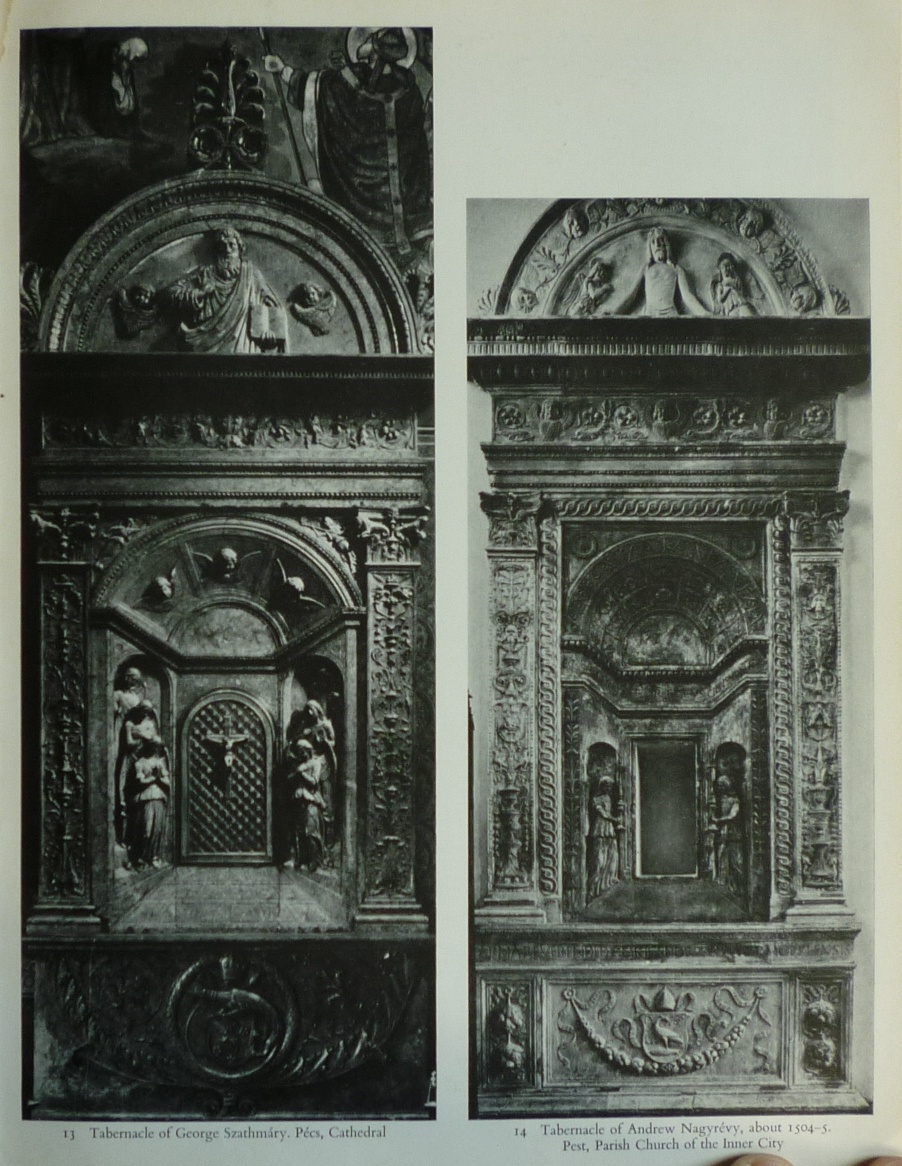 13 Tabernacle of George Szathmáry. Pécs, Cathedral
14 Tabernacle of Andrew Nagyrévy, about 1504–5.
Pest, Parish Church of the Inner City